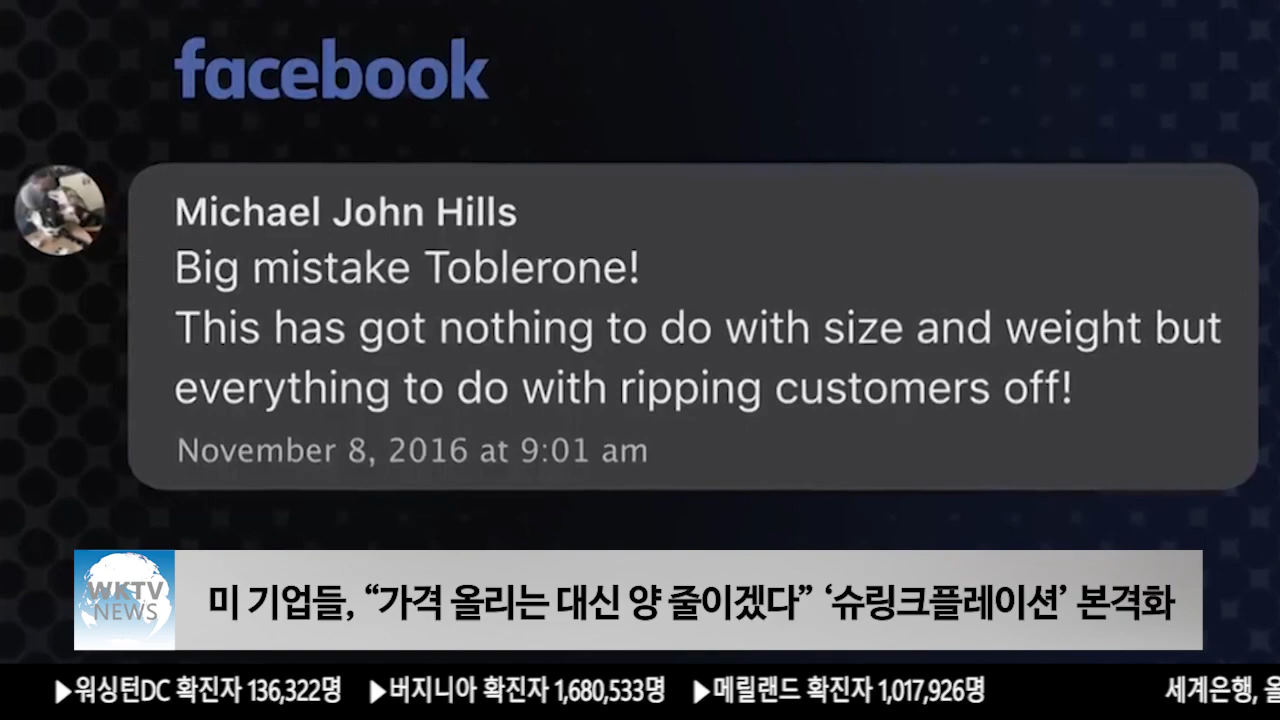 facebook
Michael John Hills
Big mistake Toblerone!
This has got nothing to do with size and weight but
everything to do with ripping customers off!
November 8, 2016 at 9:01 am
WKTV
NEWS
미 기업들, “가격 올리는 대신 양 줄이겠다” ‘슈링크플레이션’ 본격화
▶워싱턴DC 확진자 136,322명 ▶버지니아 확진자 1,680,533명 ▶메릴랜드 확진자 1,017,926명 세계은행,